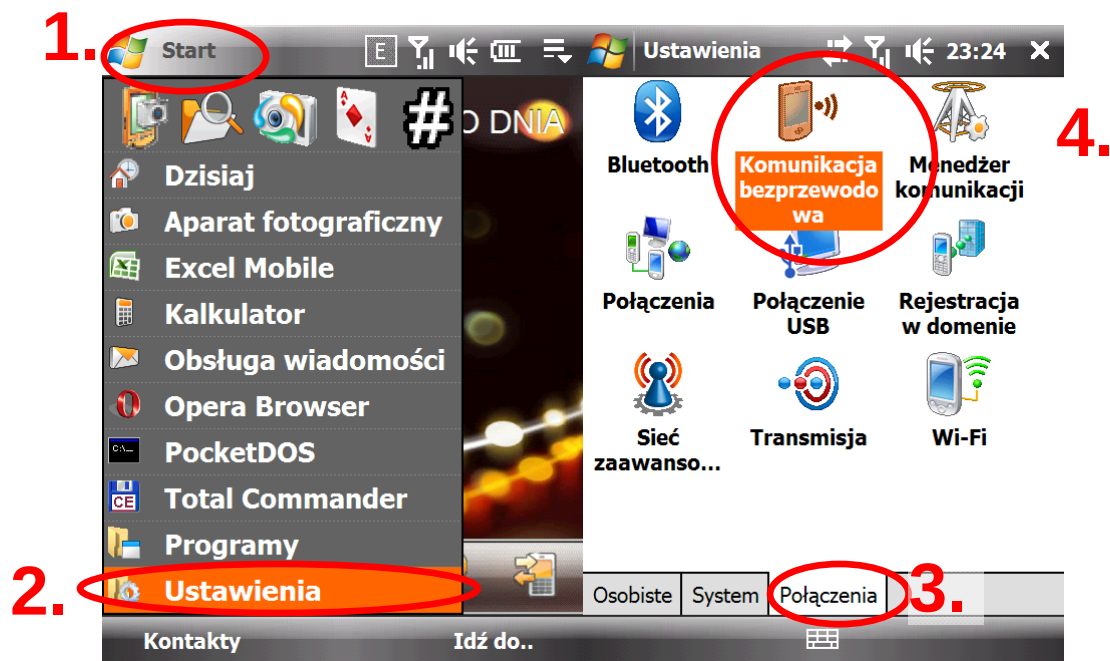 1.
Start
E
# O DNIA
Dzisiaj
Aparat fotograficzny
Excel Mobile
Kalkulator
Obsługa wiadomości
Opera Browser
C:\_
PocketDOS
CE
Total Commander
Programy
2.
Ustawienia
Kontakty
Idź do..
Ustawienia
23:24
4.
Bluetooth
Komunikacja
bezprzewodo
wa
Menedżer
komunikacji
Połączenia
Połączenie
USB
Rejestracja
w domenie
Sieć
zaawanso...
Transmisja
Wi-Fi
Osobiste
System
Połączenia
3.